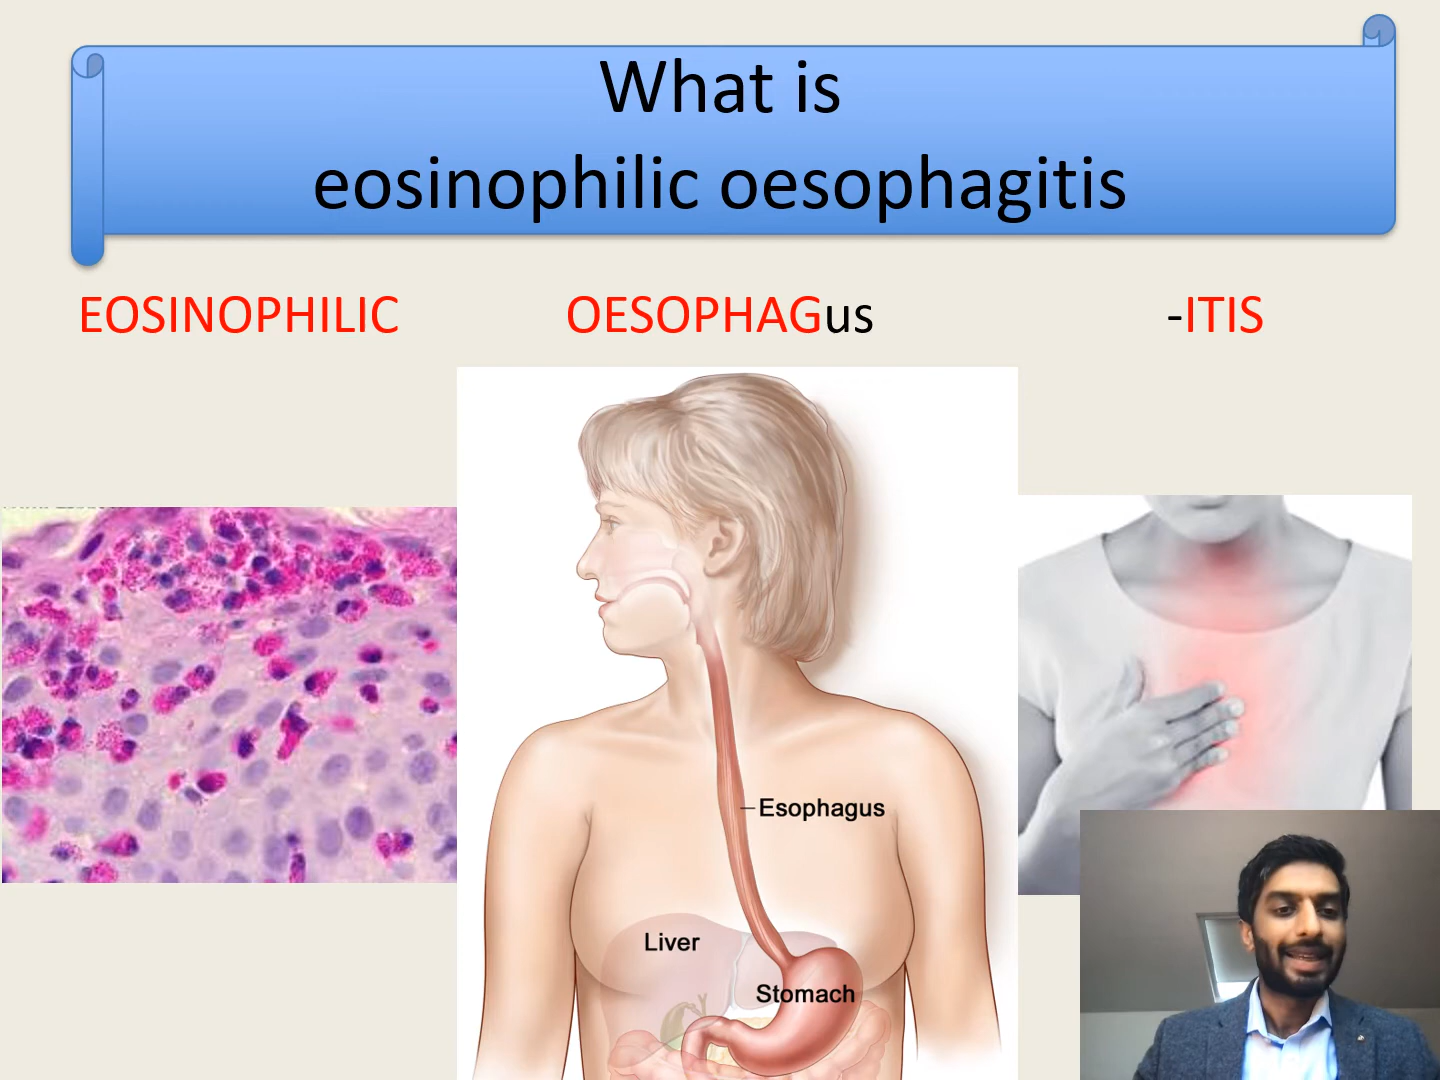 What is
eosinophilic oesophagitis
EOSINOPHILIC
OESOPHAGus
-ITIS
Esophagus
Liver
Stomach